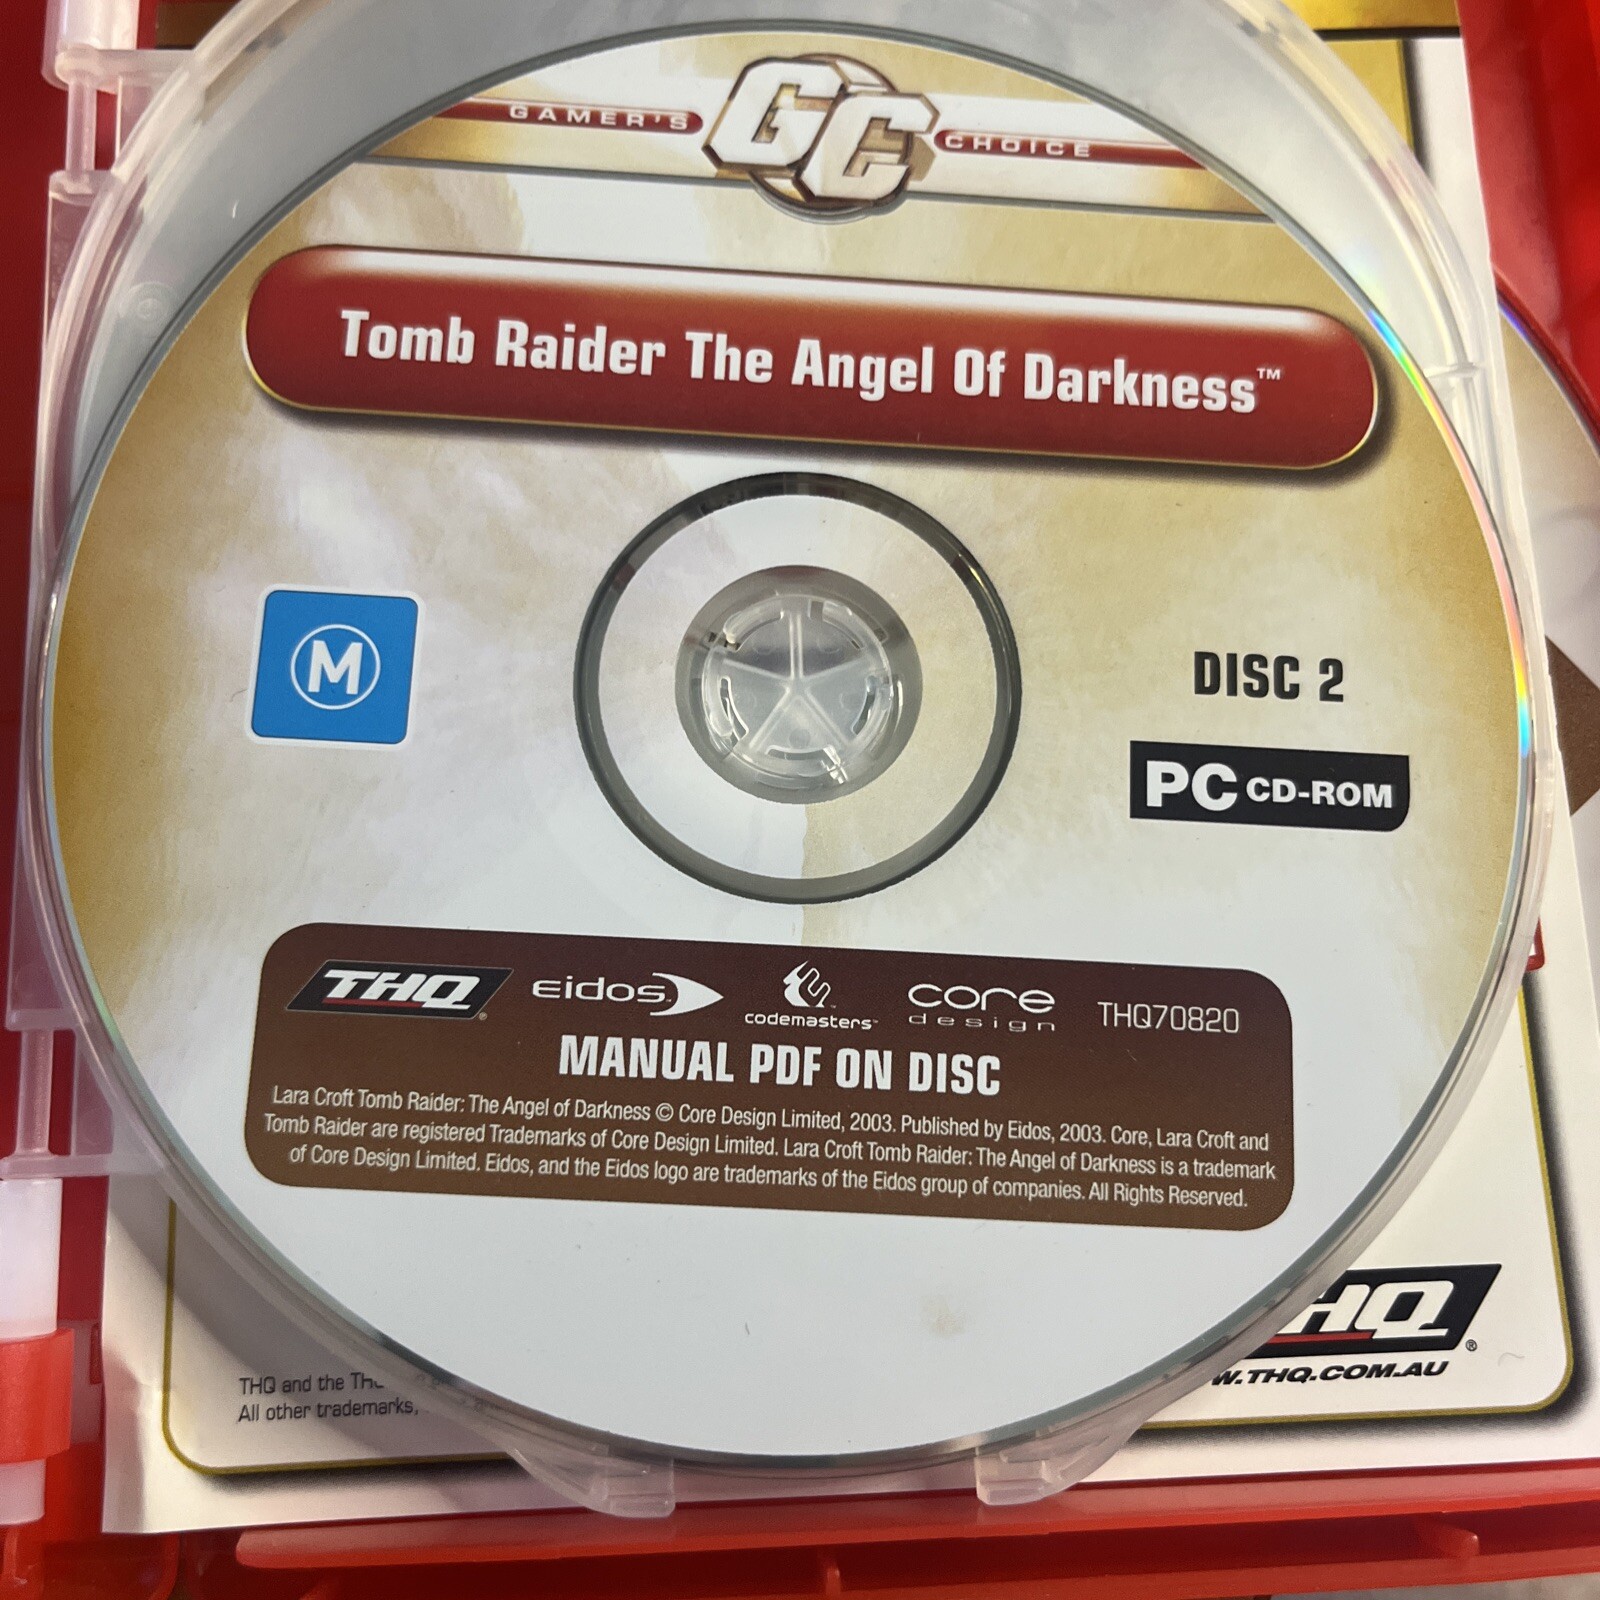 GAMER'S GC CHOICE
Tomb Raider The Angel Of Darkness™
M
DISC 2
PC CD-ROM
THQ® eidos™ codemasters™ core design THQ70820
MANUAL PDF ON DISC
Lara Croft Tomb Raider: The Angel of Darkness © Core Design Limited, 2003. Published by Eidos, 2003. Core, Lara Croft and
Tomb Raider are registered Trademarks of Core Design Limited. Lara Croft Tomb Raider: The Angel of Darkness is a trademark
of Core Design Limited. Eidos, and the Eidos logo are trademarks of the Eidos group of companies. All Rights Reserved.
HQ®
W.THQ.COM.AU
THQ and the
All other trademarks,